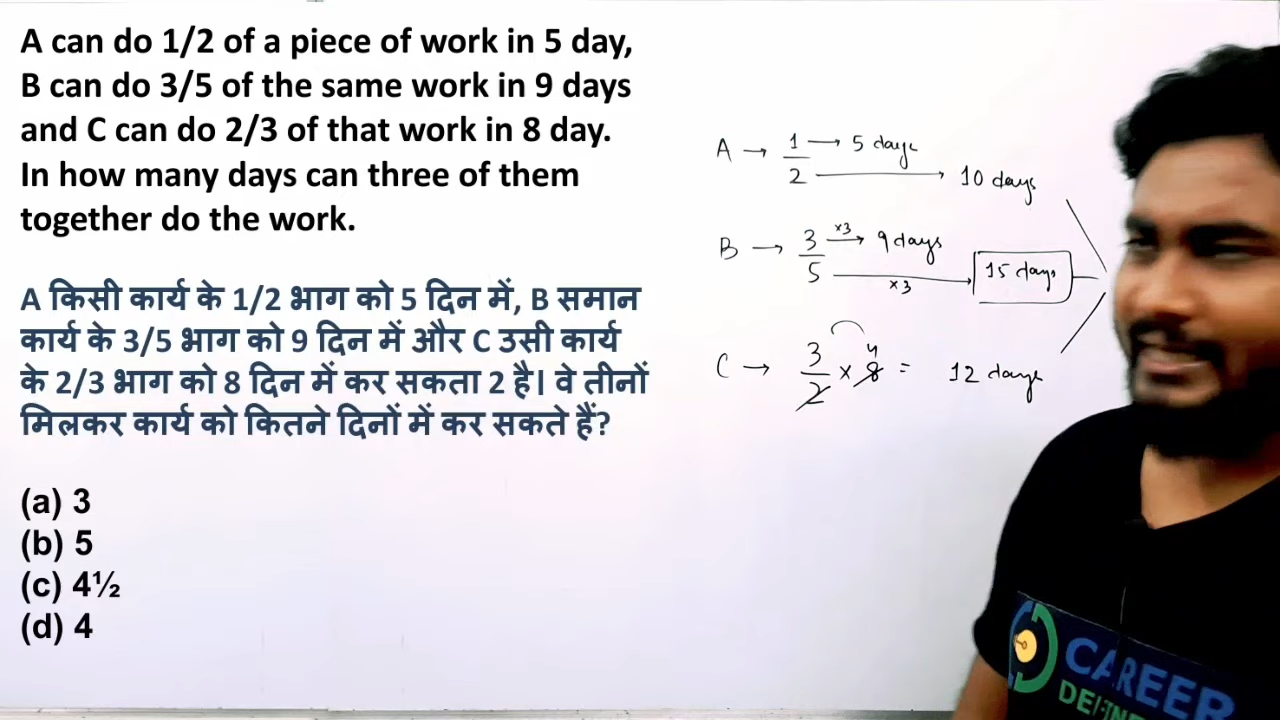 A can do 1/2 of a piece of work in 5 day,
B can do 3/5 of the same work in 9 days
and C can do 2/3 of that work in 8 day.
In how many days can three of them
together do the work.
A किसी कार्य के 1/2 भाग को 5 दिन में, B समान
कार्य के 3/5 भाग को 9 दिन में और C उसी कार्य
के 2/3 भाग को 8 दिन में कर सकता 2 है। वे तीनों
मिलकर कार्य को कितने दिनों में कर सकते हैं?
(a) 3
(b) 5
(c) 4½
(d) 4
A → 1/2 → 5 days
→ 10 days
B → 3/5 ×3 → 9 days
×3 → 15 days
C → 3/2 × 8 4 = 12 days
CAREER